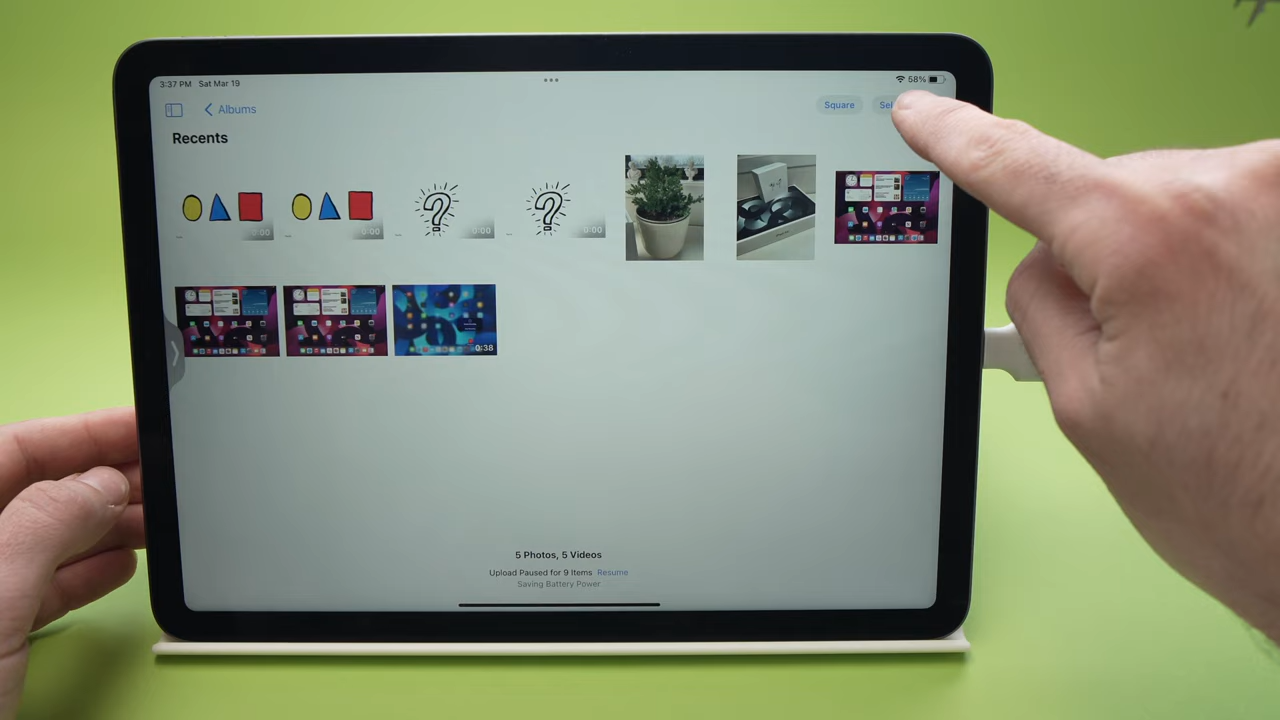 3:37 PM Sat Mar 19
58%
Albums
Square
Recents
0:00
0:00
0:00
0:00
0:38
5 Photos, 5 Videos
Upload Paused for 9 Items Resume
Saving Battery Power